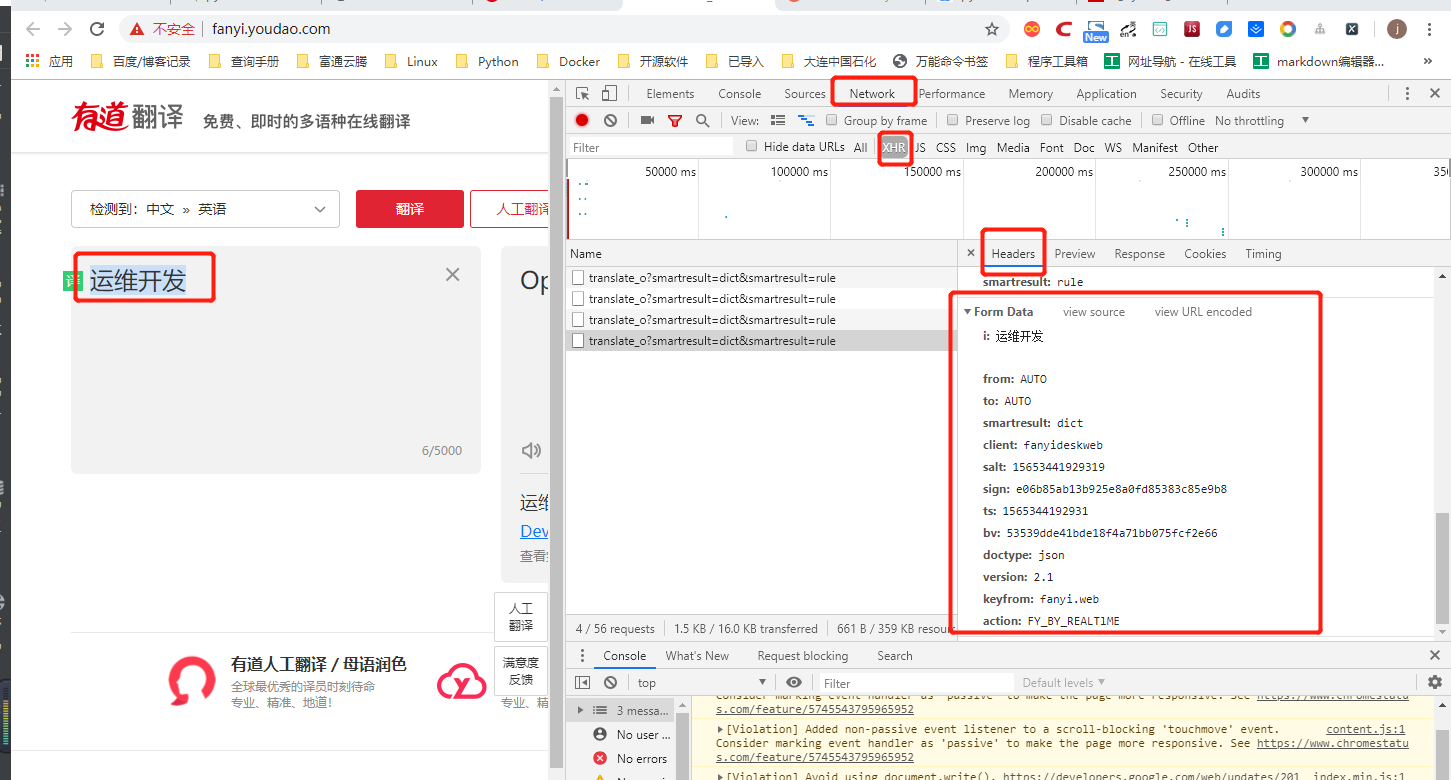 不安全 | fanyi.youdao.com
New
en
JS
j
应用 百度/博客记录 查询手册 富通云腾 Linux Python Docker 开源软件 已导入 大连中国石化 万能命令书签 程序工具箱 网址导航 - 在线工具 markdown编辑器... »
有道翻译 免费、即时的多语种在线翻译
检测到：中文 » 英语
翻译
人工翻译
译
运维开发
6/5000
Op
运维
Dev
查看
人工
翻译
满意度
反馈
有道人工翻译 / 母语润色
全球最优秀的译员时刻待命
专业、精准、地道！
专业、精
Elements Console Sources Network Performance Memory Application Security Audits
View: Group by frame Preserve log Disable cache Offline No throttling
Filter Hide data URLs All XHR JS CSS Img Media Font Doc WS Manifest Other
50000 ms 100000 ms 150000 ms 200000 ms 250000 ms 300000 ms 350
Name
translate_o?smartresult=dict&smartresult=rule
translate_o?smartresult=dict&smartresult=rule
translate_o?smartresult=dict&smartresult=rule
translate_o?smartresult=dict&smartresult=rule
Headers Preview Response Cookies Timing
smartresult: rule
Form Data view source view URL encoded
i: 运维开发
from: AUTO
to: AUTO
smartresult: dict
client: fanyideskweb
salt: 15653441929319
sign: e06b85ab13b925e8a0fd85383c85e9b8
ts: 1565344192931
bv: 53539dde41bde18f4a71bb075fcf2e66
doctype: json
version: 2.1
keyfrom: fanyi.web
action: FY_BY_REALTlME
4 / 56 requests 1.5 KB / 16.0 KB transferred 661 B / 359 KB resour
Console What's New Request blocking Search
top Filter Default levels
3 messa...
No user ...
No errors
Consider marking event handler as 'passive' to make the page more responsive. See https://www.chromestatu
s.com/feature/5745543795965952
[Violation] Added non-passive event listener to a scroll-blocking 'touchmove' event. content.js:1
Consider marking event handler as 'passive' to make the page more responsive. See https://www.chromestatu
s.com/feature/5745543795965952
[Violation] Avoid using document.write(). https://developers.google.com/web/updates/201 index.min.js:1